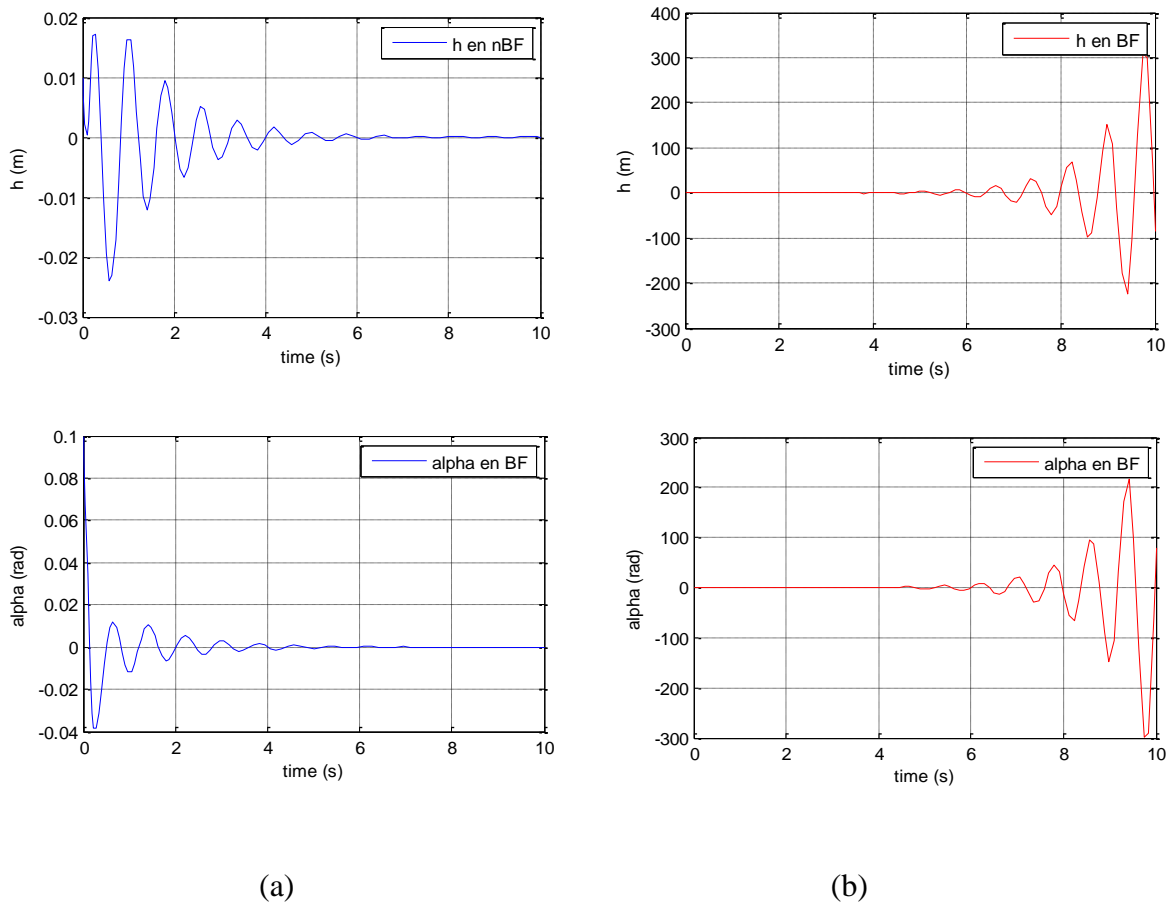 0.02
0.01
0
-0.01
-0.02
-0.03
h (m)
0 2 4 6 8 10
time (s)
h en nBF
400
300
200
100
0
-100
-200
-300
h (m)
0 2 4 6 8 10
time (s)
h en BF
0.1
0.08
0.06
0.04
0.02
0
-0.02
-0.04
alpha (rad)
0 2 4 6 8 10
time (s)
alpha en BF
300
200
100
0
-100
-200
-300
alpha (rad)
0 2 4 6 8 10
time (s)
alpha en BF
(a)
(b)